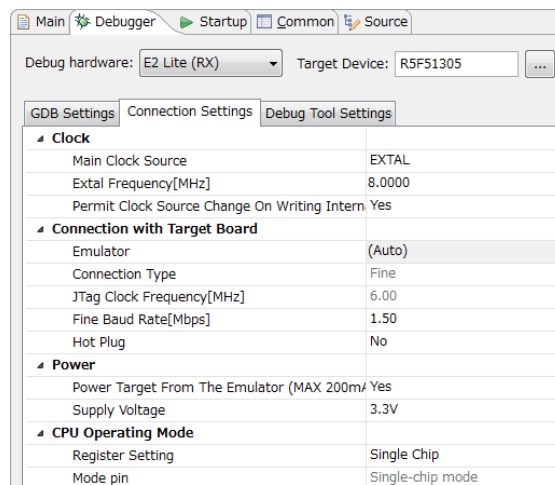 Main Debugger Startup Common Source
Debug hardware: E2 Lite (RX) Target Device: R5F51305 ...
GDB Settings Connection Settings Debug Tool Settings
Clock
Main Clock Source EXTAL
Extal Frequency[MHz] 8.0000
Permit Clock Source Change On Writing Intern Yes
Connection with Target Board
Emulator (Auto)
Connection Type Fine
JTag Clock Frequency[MHz] 6.00
Fine Baud Rate[Mbps] 1.50
Hot Plug No
Power
Power Target From The Emulator (MAX 200mA Yes
Supply Voltage 3.3V
CPU Operating Mode
Register Setting Single Chip
Mode pin Single-chip mode